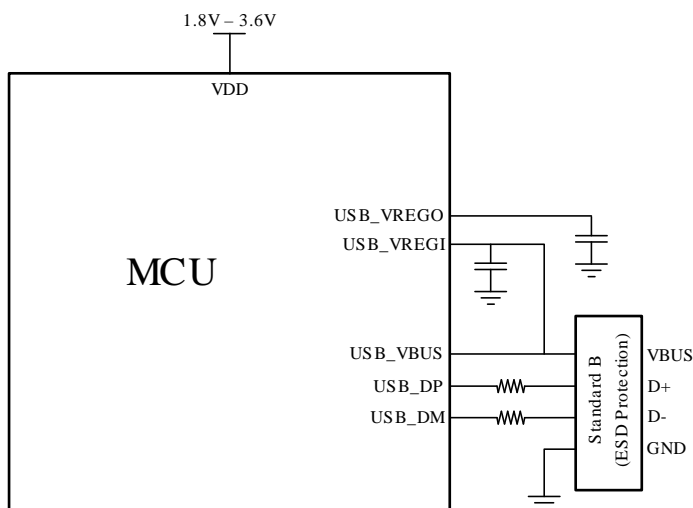 1.8V – 3.6V
VDD
USB_VREGO
USB_VREGI
MCU
USB_VBUS
VBUS
USB_DP
D+
USB_DM
D-
GND
Standard B
(ESD Protection)